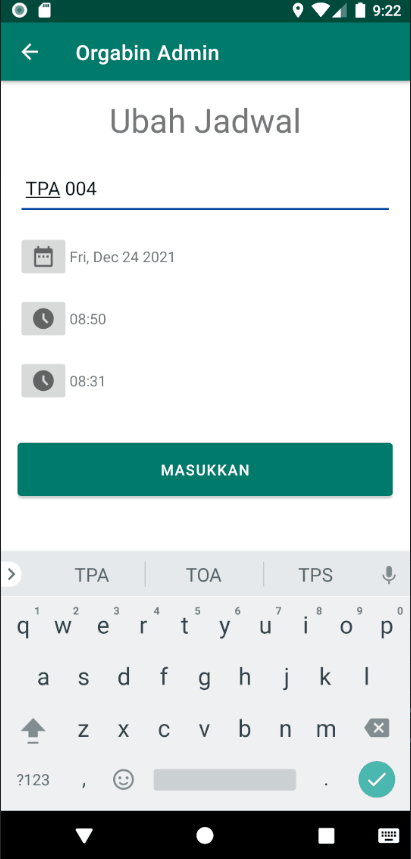 9:22
Orgabin Admin
Ubah Jadwal
TPA 004
Fri, Dec 24 2021
08:50
08:31
MASUKKAN
TPA TOA TPS
1 2 3 4 5 6 7 8 9 0
q w e r t y u i o p
a s d f g h j k l
z x c v b n m
?123 , .